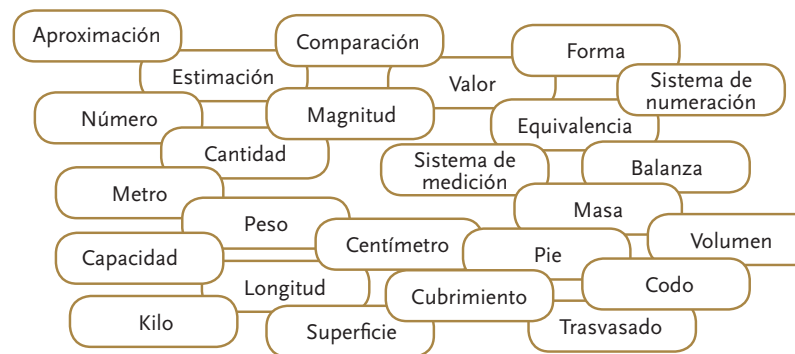 Aproximación
Comparación
Forma
Estimación
Valor
Sistema de
numeración
Número
Magnitud
Equivalencia
Cantidad
Sistema de
medición
Balanza
Metro
Masa
Peso
Centímetro
Volumen
Capacidad
Pie
Longitud
Codo
Cubrimiento
Kilo
Superficie
Trasvasado